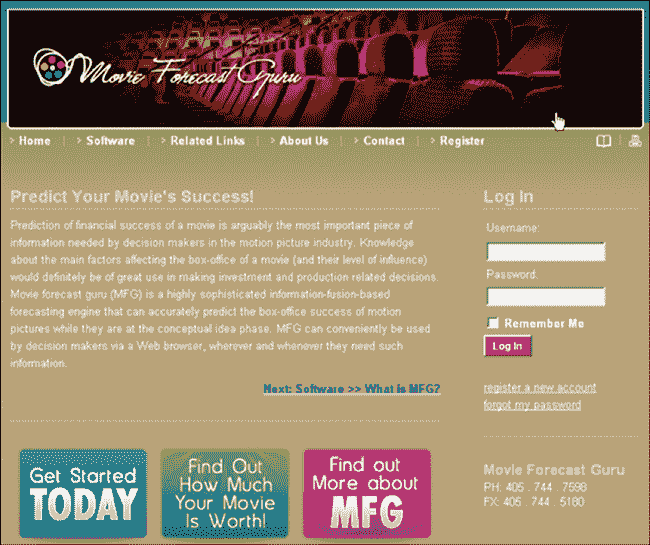 Movie Forecast Guru
Home
Software
Related Links
About Us
Contact
Register
Predict Your Movie's Success!
Prediction of financial success of a movie is arguably the most important piece of
information needed by decision makers in the motion picture industry. Knowledge
about the main factors affecting the box-office of a movie (and their level of influence)
would definitely be of great use in making investment and production related decisions.
Movie forecast guru (MFG) is a highly sophisticated information-fusion-based
forecasting engine that can accurately predict the box-office success of motion
pictures while they are at the conceptual idea phase. MFG can conveniently be used
by decision makers via a Web browser, wherever and whenever they need such
information.
Next: Software >> What is MFG?
Get Started
TODAY
Find Out
How Much
Your Movie
Is Worth!
Find out
More about
MFG
Log In
Username:
Password:
Remember Me
Log In
register a new account
forgot my password
Movie Forecast Guru
PH: 405 . 744 . 7598
FX: 405 . 744 . 5180